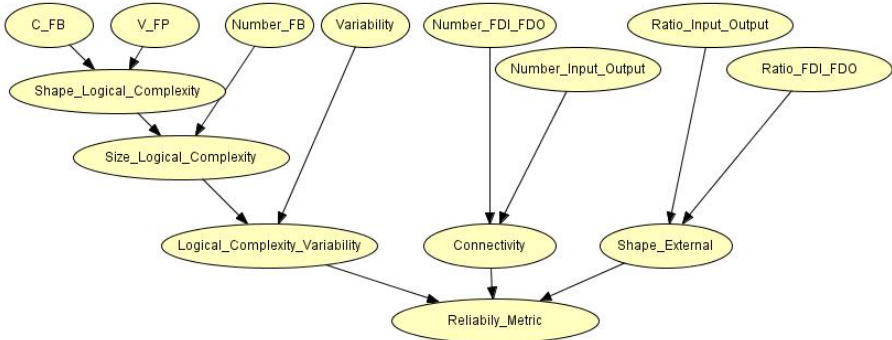 C_FB
V_FP
Number_FB
Variability
Number_FDI_FDO
Ratio_Input_Output
Number_Input_Output
Ratio_FDI_FDO
Shape_Logical_Complexity
Size_Logical_Complexity
Logical_Complexity_Variability
Connectivity
Shape_External
Reliabily_Metric